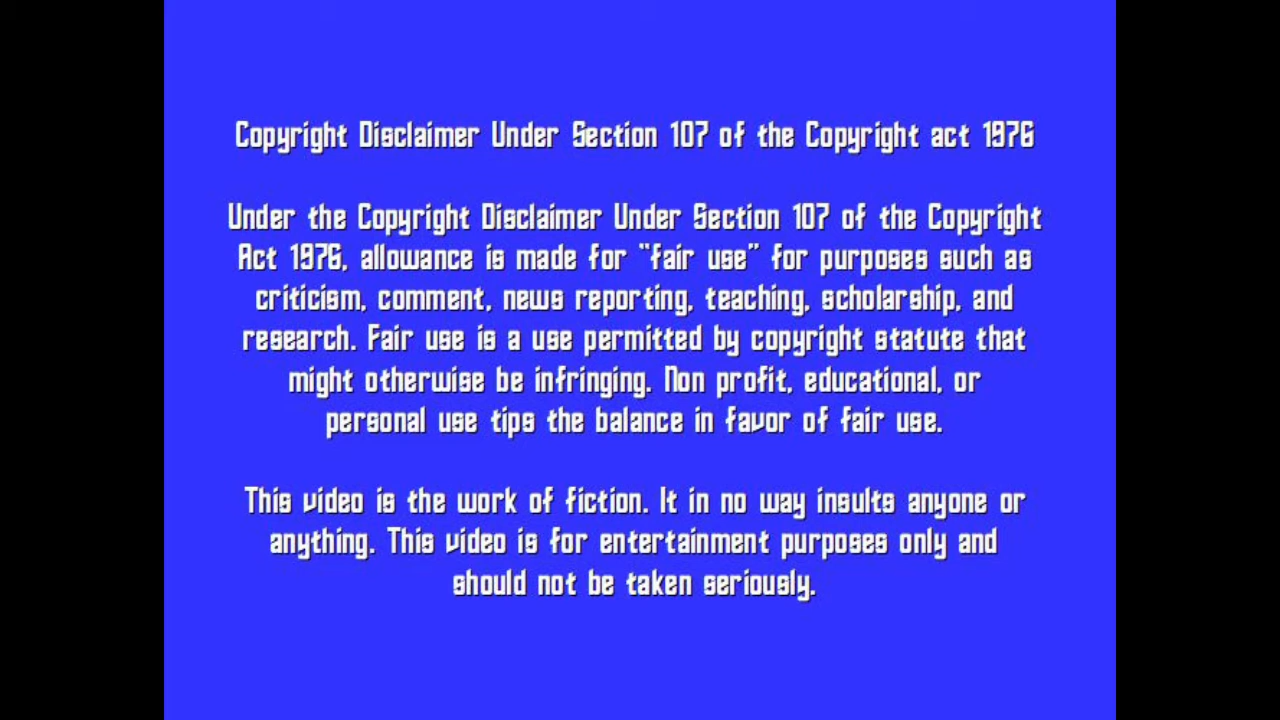 Copyright Disclaimer Under Section 107 of the Copyright act 1976
Under the Copyright Disclaimer Under Section 107 of the Copyright
Act 1976, allowance is made for "fair use" for purposes such as
criticism, comment, news reporting, teaching, scholarship, and
research. Fair use is a use permitted by copyright statute that
might otherwise be infringing. Non profit, educational, or
personal use tips the balance in favor of fair use.
This video is the work of fiction. It in no way insults anyone or
anything. This video is for entertainment purposes only and
should not be taken seriously.